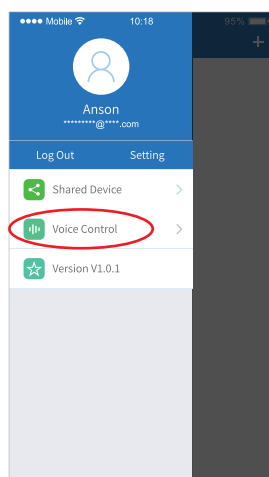 Mobile 10:18 95%
+
Anson
*********@****.com
Log Out Setting
Shared Device
Voice Control
Version V1.0.1